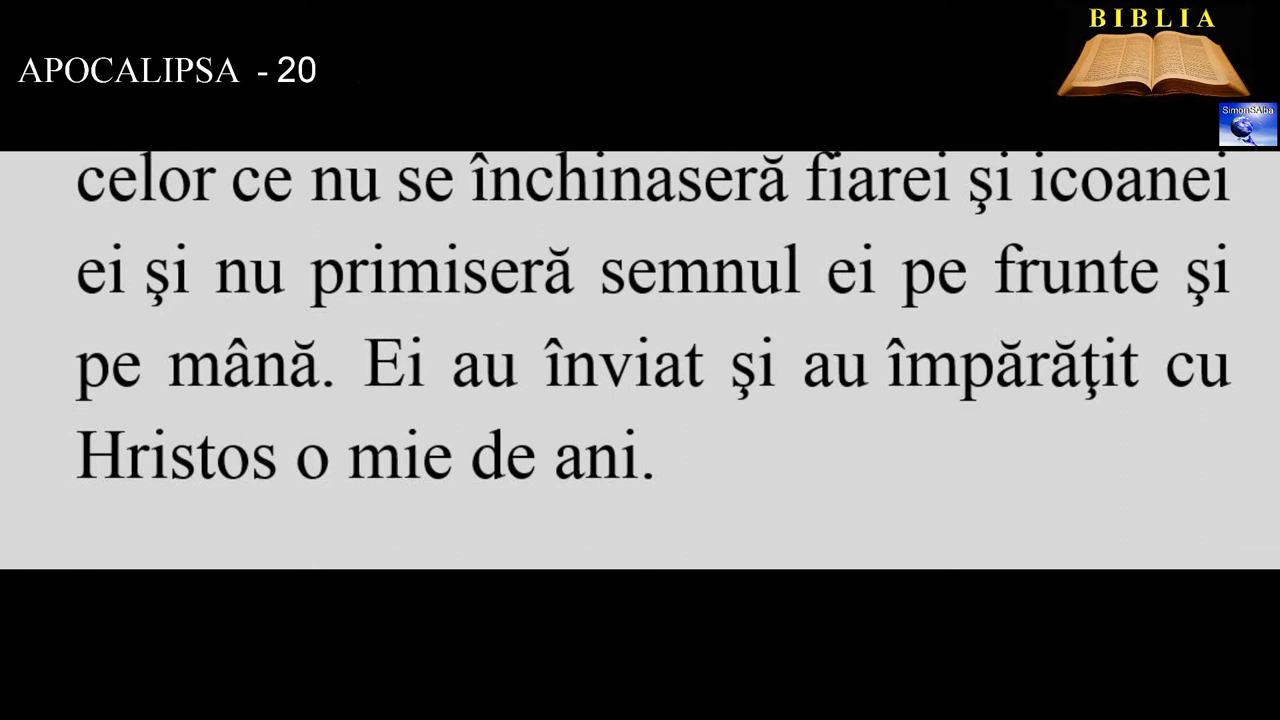 BIBLIA
APOCALIPSA - 20
SimonSAlba
celor ce nu se închinaseră fiarei şi icoanei
ei şi nu primiseră semnul ei pe frunte şi
pe mână. Ei au înviat şi au împărăţit cu
Hristos o mie de ani.